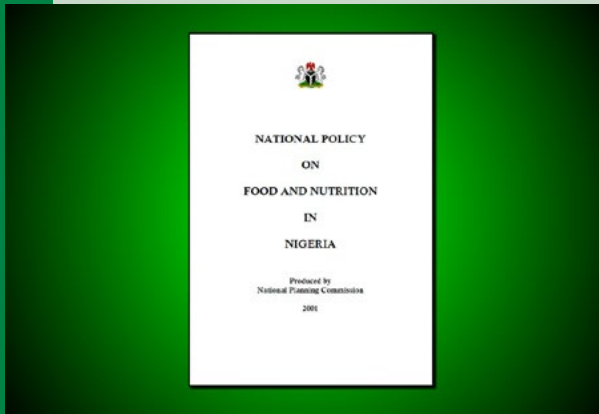 NATIONAL POLICY
ON
FOOD AND NUTRITION
IN
NIGERIA
Produced by
National Planning Commission
2001